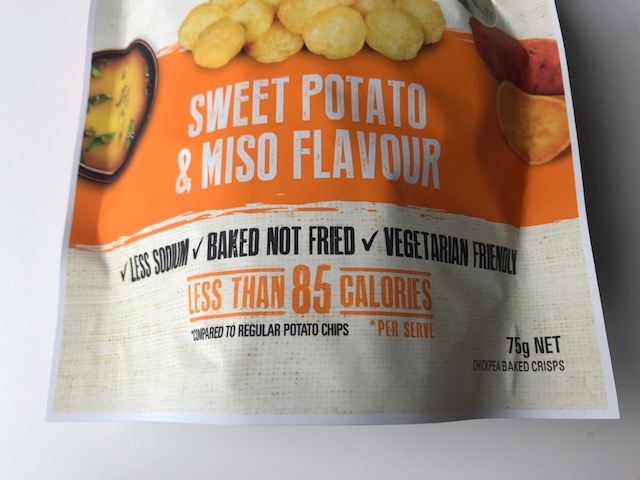 SWEET POTATO
& MISO FLAVOUR
✓ LESS SODIUM ✓ BAKED NOT FRIED ✓ VEGETARIAN FRIENDLY
LESS THAN 85 CALORIES
*COMPARED TO REGULAR POTATO CHIPS *PER SERVE
75g NET
CHICKPEA BAKED CRISPS